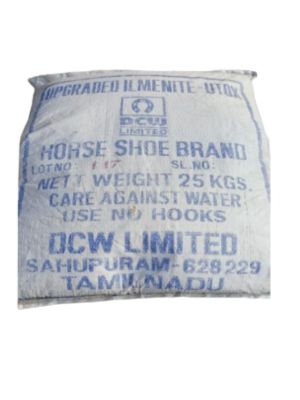 UPGRADED ILMENITE-UTOX
DCW
LIMITED
HORSE SHOE BRAND
LOT NO: 117 SL.NO:
NETT WEIGHT 25 KGS.
CARE AGAINST WATER
USE NO HOOKS
DCW LIMITED
SAHUPURAM-628 229
TAMILNADU